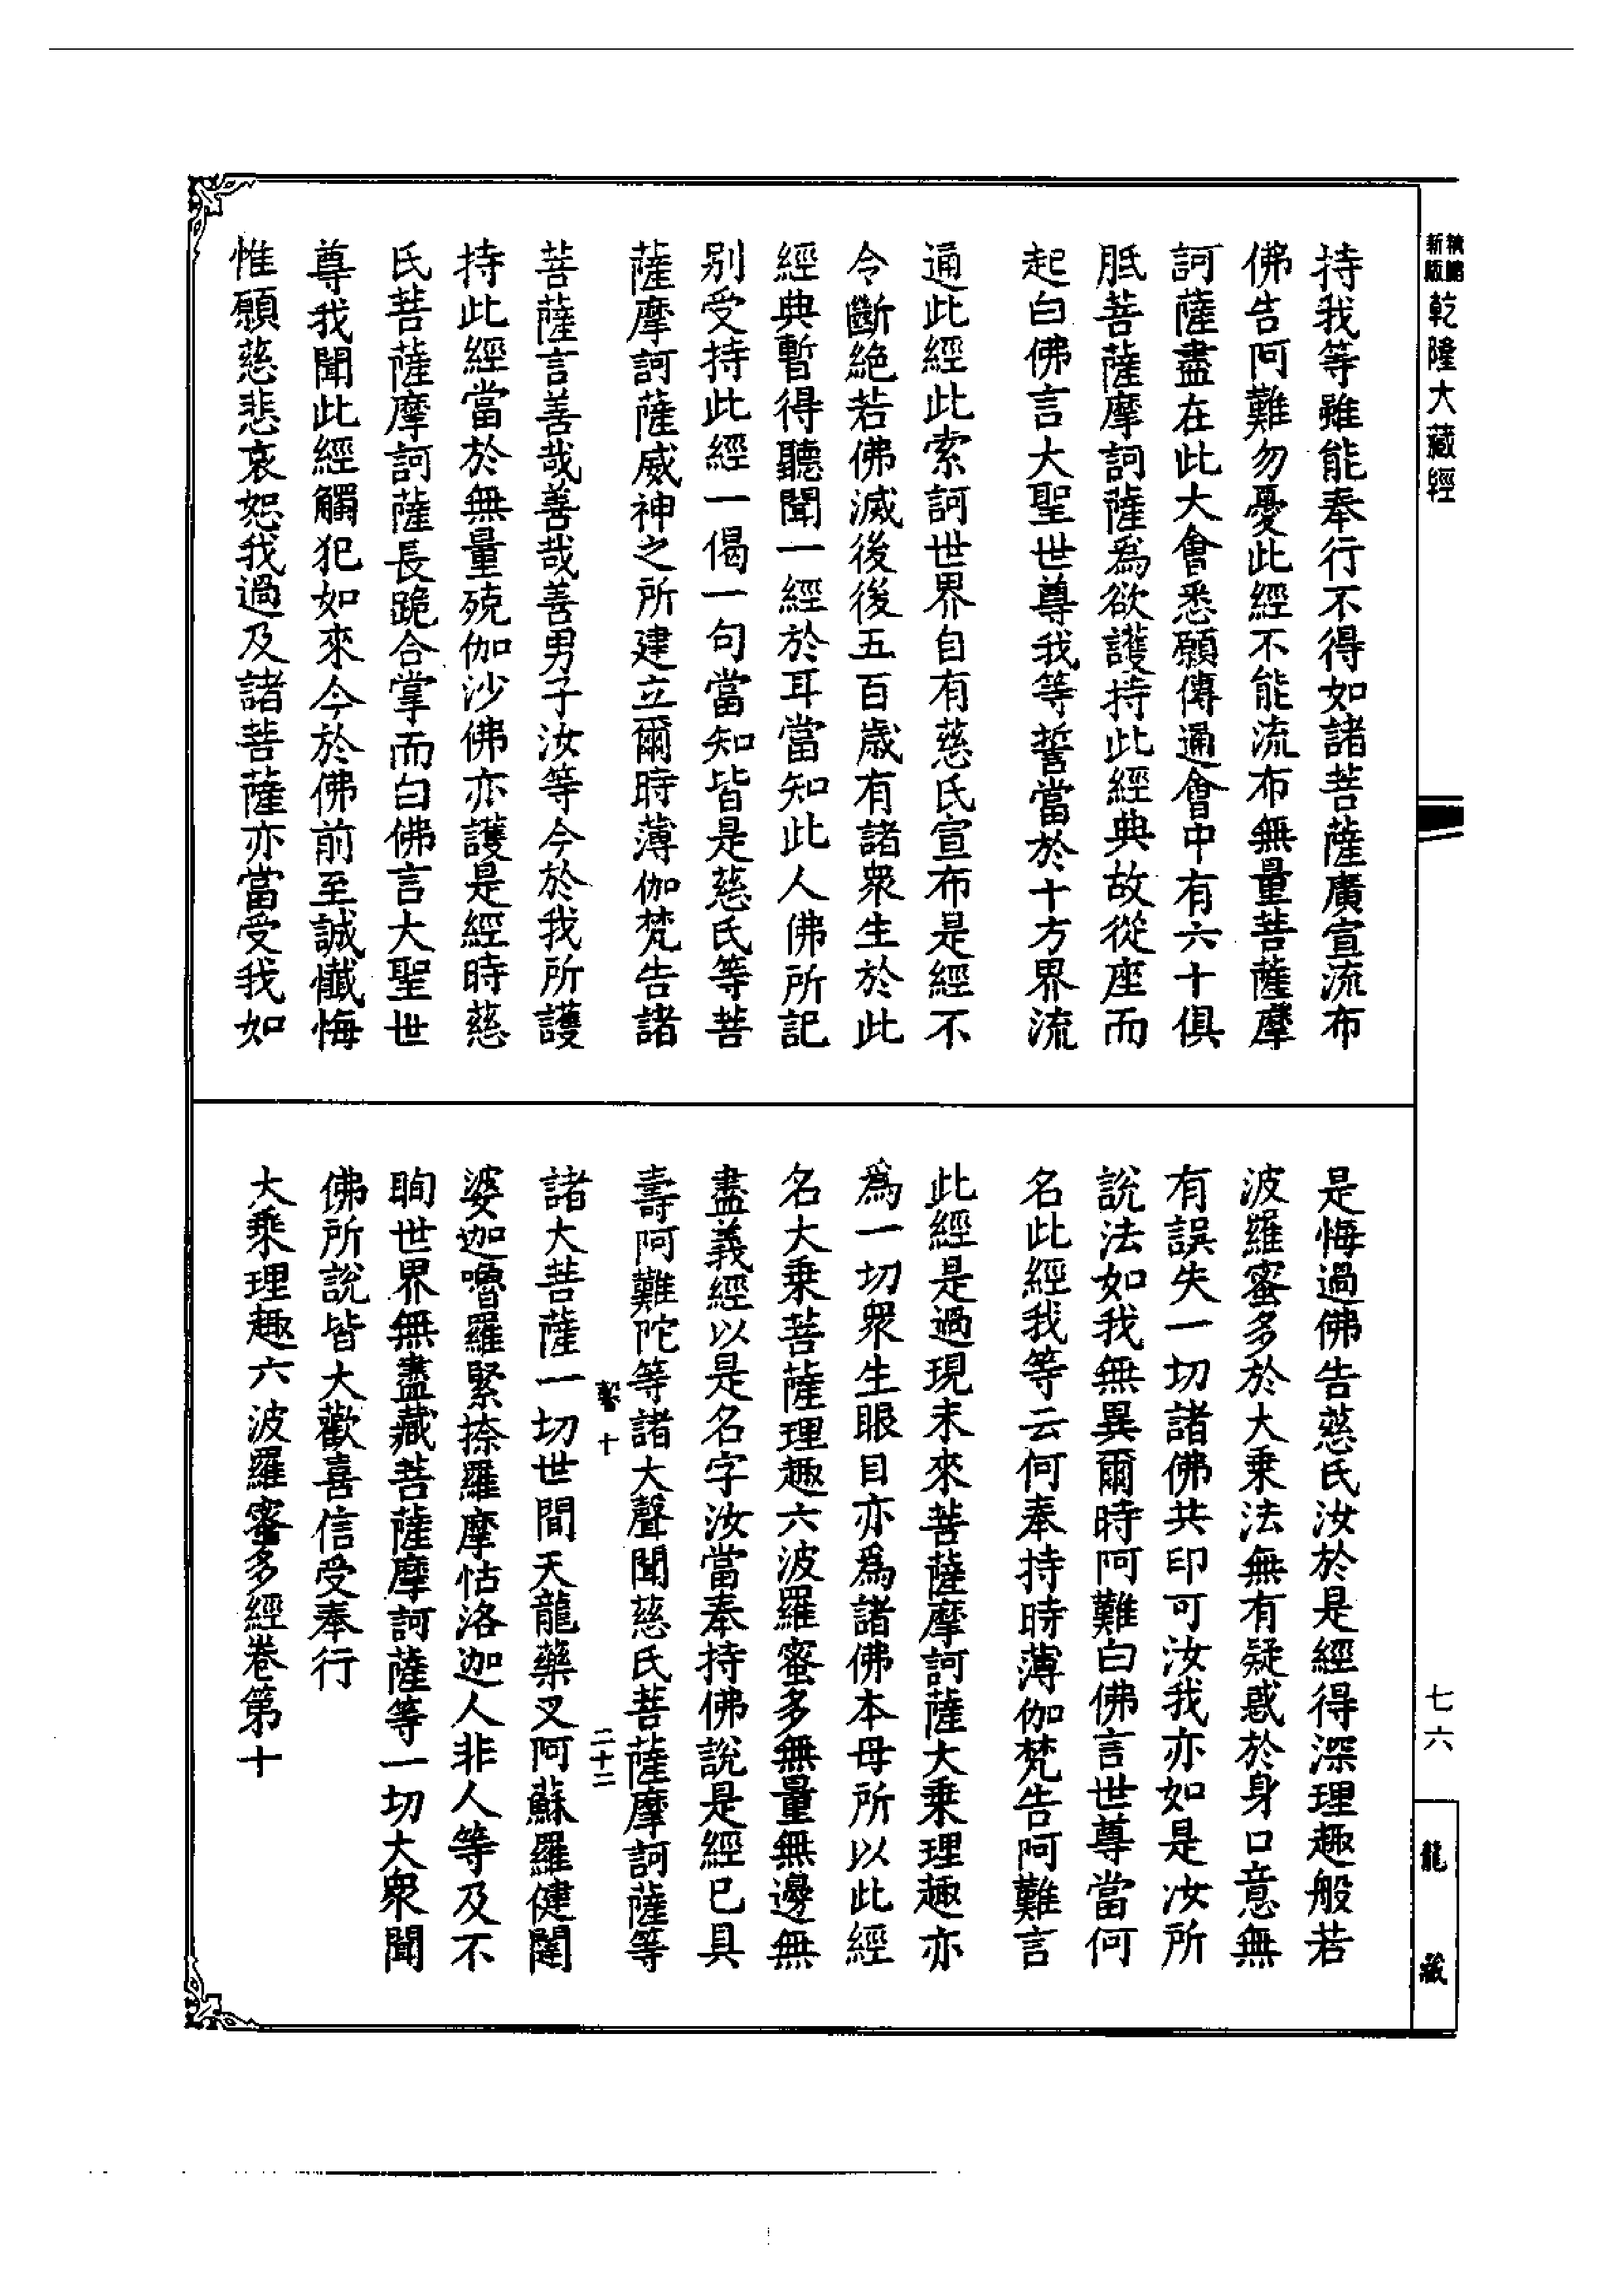 新版
乾隆大藏經
持我等雖能奉行不得如諸菩薩廣宣流布
佛告阿難勿憂此經不能流布無量菩薩摩
訶薩盡在此大會悉願傳通會中有六十俱
胝菩薩摩訶薩為欲護持此經典故從座而
起白佛言大聖世尊我等誓當於十方界流
通此經此索訶世界自有慈氏宣布是經不
令斷絕若佛滅後後五百歲有諸衆生於此
經典暫得聽聞一經於耳當知此人佛所記
別受持此經一偈一句當知皆是慈氏等菩
薩摩訶薩威神之所建立爾時薄伽梵告諸
菩薩言善哉善哉善男子汝等今於我所護
持此經當於無量殑伽沙佛亦護是經時慈
氏菩薩摩訶薩長跪合掌而白佛言大聖世
尊我聞此經觸犯如來今於佛前至誠懺悔
惟願慈悲哀恕我過及諸菩薩亦當受我如
是悔過佛告慈氏汝於是經得深理趣般若
波羅蜜多於大乗法無有疑惑於身口意無
有誤失一切諸佛共印可汝我亦如是汝所
說法如我無異爾時阿難白佛言世尊當何
名此經我等云何奉持時薄伽梵告阿難言
此經是過現未來菩薩摩訶薩大乗理趣亦
為一切衆生眼目亦為諸佛本母所以此經
名大乗菩薩理趣六波羅蜜多無量無邊無
盡義經以是名字汝當奉持佛說是經已具
壽阿難陀等諸大聲聞慈氏菩薩摩訶薩等
十 二十二
諸大菩薩一切世間天龍藥叉阿蘇羅健闥
婆迦嚕羅緊捺羅摩怙洛迦人非人等及不
眴世界無盡藏菩薩摩訶薩等一切大衆聞
佛所說皆大歡喜信受奉行
大乗理趣六波羅蜜多經卷第十
七六
龍藏